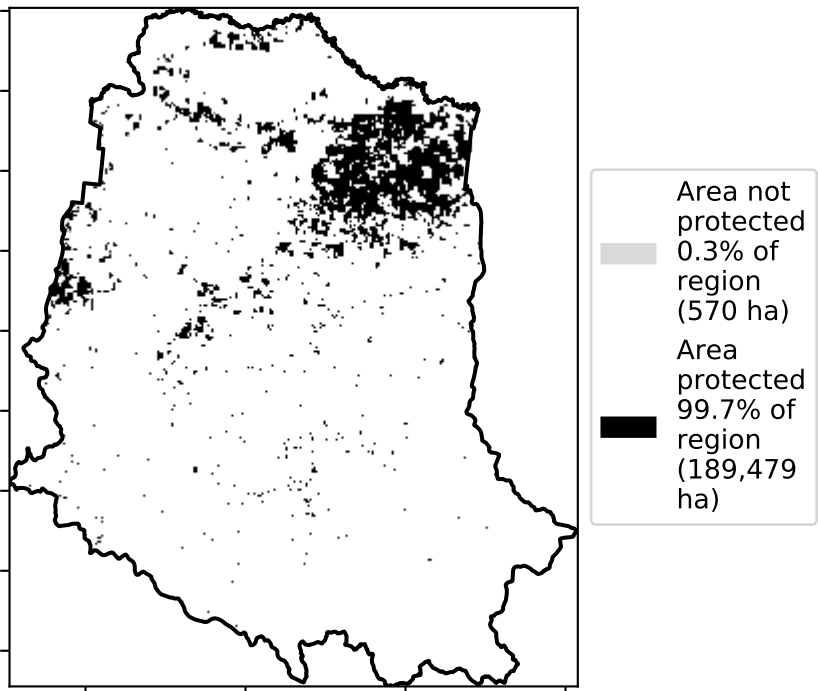 Area not
protected
0.3% of
region
(570 ha)
Area
protected
99.7% of
region
(189,479
ha)